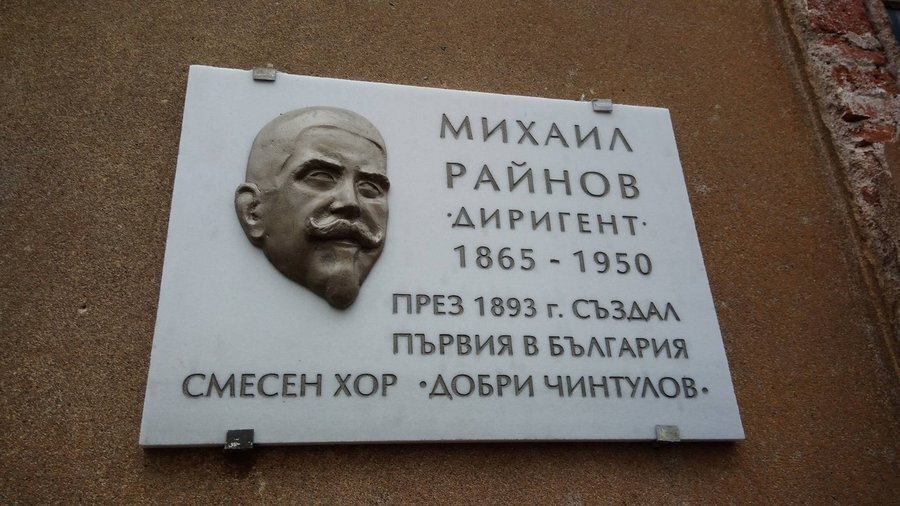 МИХАИЛ
РАЙНОВ
·ДИРИГЕНТ·
1865 - 1950
ПРЕЗ 1893 г. СЪЗДАЛ
ПЪРВИЯ В БЪЛГАРИЯ
СМЕСЕН ХОР ·ДОБРИ ЧИНТУЛОВ·